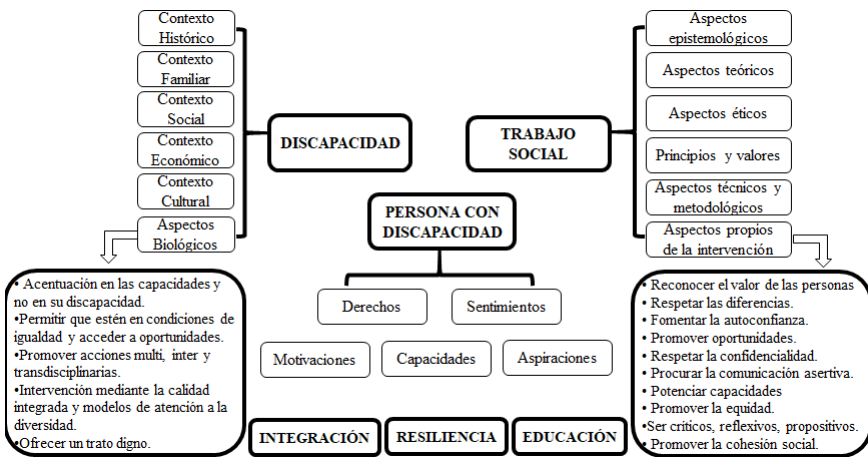 Contexto
Histórico
Contexto
Familiar
Contexto
Social
Contexto
Económico
Contexto
Cultural
Aspectos
Biológicos
DISCAPACIDAD
• Acentuación en las capacidades y
no en su discapacidad.
•Permitir que estén en condiciones de
igualdad y acceder a oportunidades.
•Promover acciones multi, inter y
transdisciplinarias.
•Intervención mediante la calidad
integrada y modelos de atención a la
diversidad.
•Ofrecer un trato digno.
PERSONA CON
DISCAPACIDAD
Derechos
Sentimientos
Motivaciones
Capacidades
Aspiraciones
INTEGRACIÓN
RESILIENCIA
EDUCACIÓN
TRABAJO
SOCIAL
Aspectos
epistemológicos
Aspectos teóricos
Aspectos éticos
Principios y valores
Aspectos técnicos y
metodológicos
Aspectos propios
de la intervención
• Reconocer el valor de las personas
• Respetar las diferencias.
• Fomentar la autoconfianza.
• Promover oportunidades.
• Respetar la confidencialidad.
• Procurar la comunicación asertiva.
• Potenciar capacidades
• Promover la equidad.
•Ser críticos, reflexivos, propositivos.
• Promover la cohesión social.